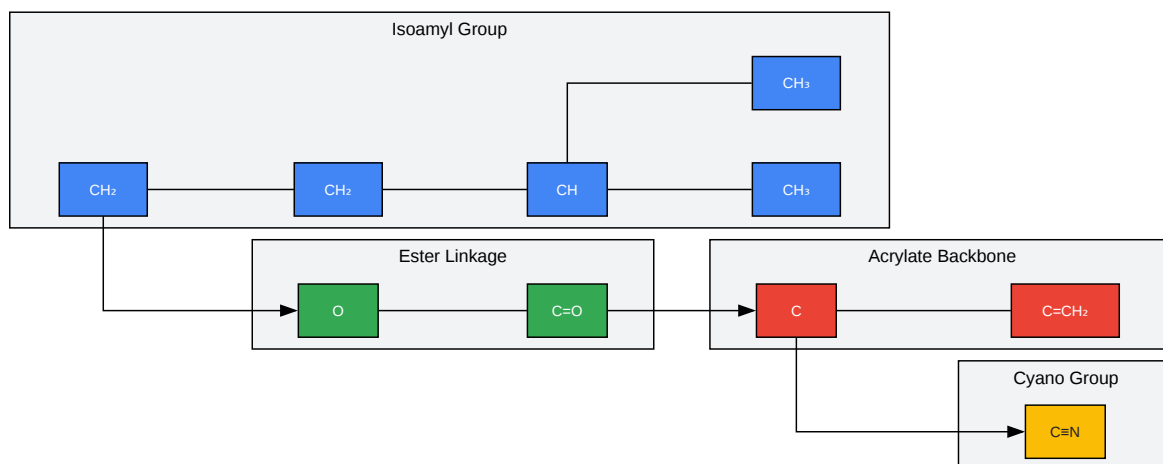 Isoamyl Group
CH₃
CH₂
CH₂
CH
CH₃
Ester Linkage
Acrylate Backbone
O
C=O
C
C=CH₂
Cyano Group
C≡N